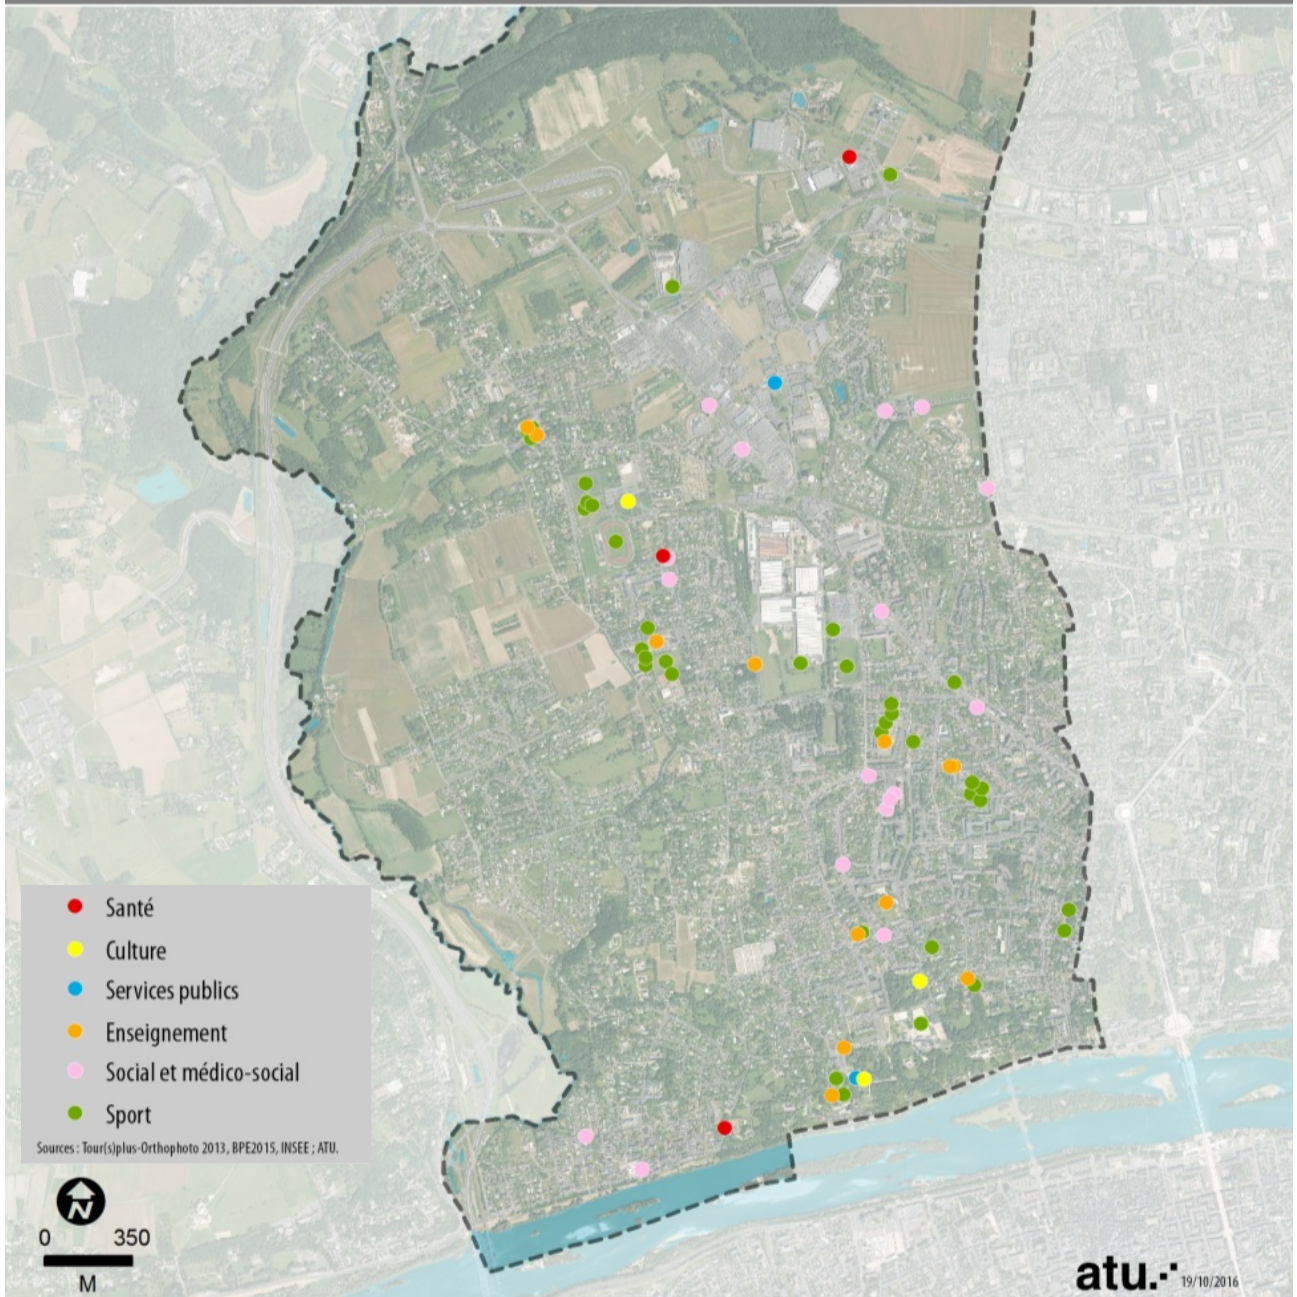 Santé
Culture
Services publics
Enseignement
Social et médico-social
Sport
Sources : Tour(s)plus-Orthophoto 2013, BPE2015, INSEE ; ATU.
N
0 350
M
atu. 19/10/2016